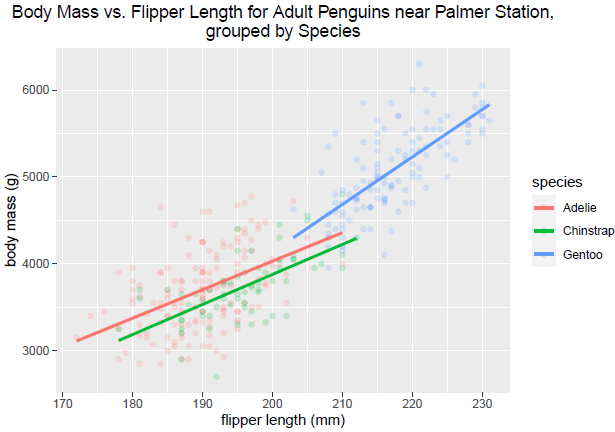 Body Mass vs. Flipper Length for Adult Penguins near Palmer Station,
grouped by Species
body mass (g)
6000
5000
4000
3000
170 180 190 200 210 220 230
flipper length (mm)
species
Adelie
Chinstrap
Gentoo